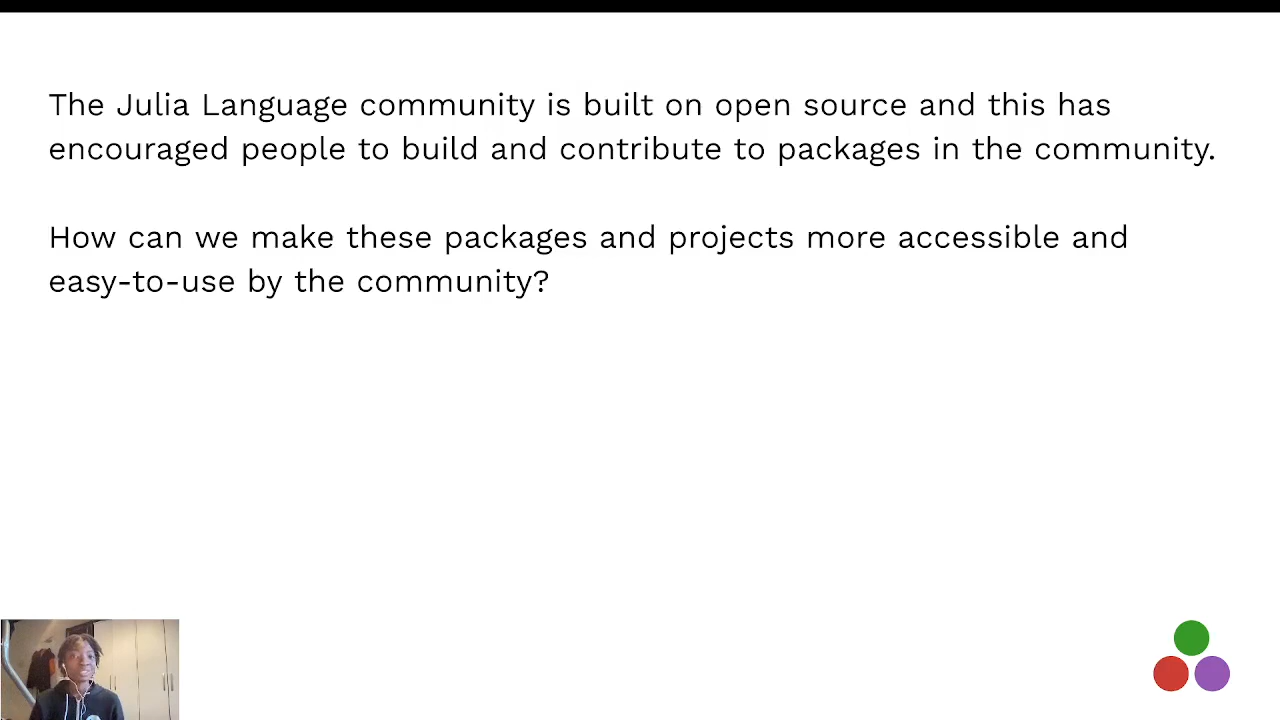 The Julia Language community is built on open source and this has
encouraged people to build and contribute to packages in the community.
How can we make these packages and projects more accessible and
easy-to-use by the community?